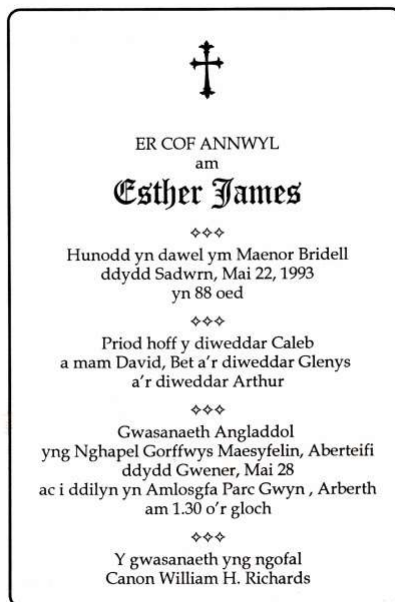 ER COF ANNWYL
am
Esther James
Hunodd yn dawel ym Maenor Bridell
ddydd Sadwrn, Mai 22, 1993
yn 88 oed
Priod hoff y diweddar Caleb
a mam David, Bet a'r diweddar Glenys
a'r diweddar Arthur
Gwasanaeth Angladdol
yng Nghapel Gorffwys Maesyfelin, Aberteifi
ddydd Gwener, Mai 28
ac i ddilyn yn Amlosgfa Parc Gwyn , Arberth
am 1.30 o'r gloch
Y gwasanaeth yng ngofal
Canon William H. Richards